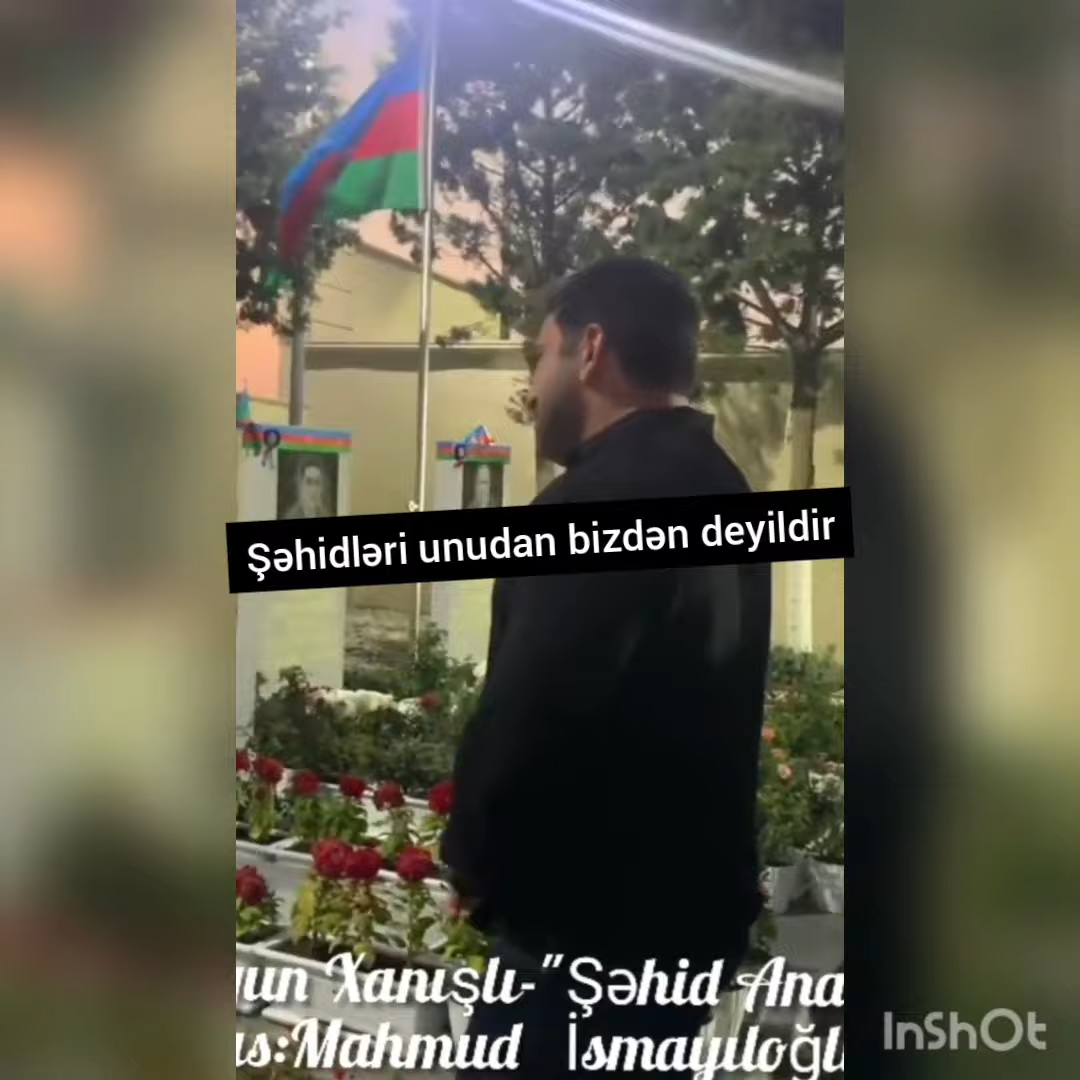 Şəhidləri unudan bizdən deyildir
Xanışlı-"Şəhid Ana
:Mahmud İsmayıloğl
InShOt